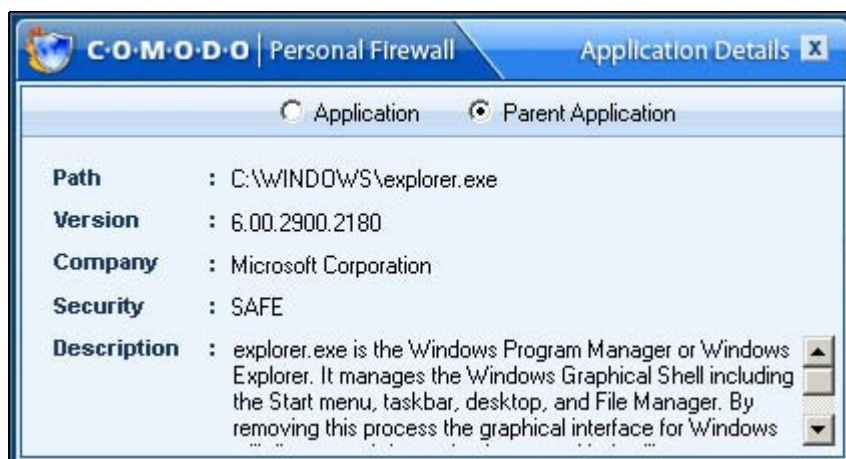 C·O·M·O·D·O | Personal Firewall Application Details X
Application Parent Application
Path : C:\WINDOWS\explorer.exe
Version : 6.00.2900.2180
Company : Microsoft Corporation
Security : SAFE
Description : explorer.exe is the Windows Program Manager or Windows
Explorer. It manages the Windows Graphical Shell including
the Start menu, taskbar, desktop, and File Manager. By
removing this process the graphical interface for Windows